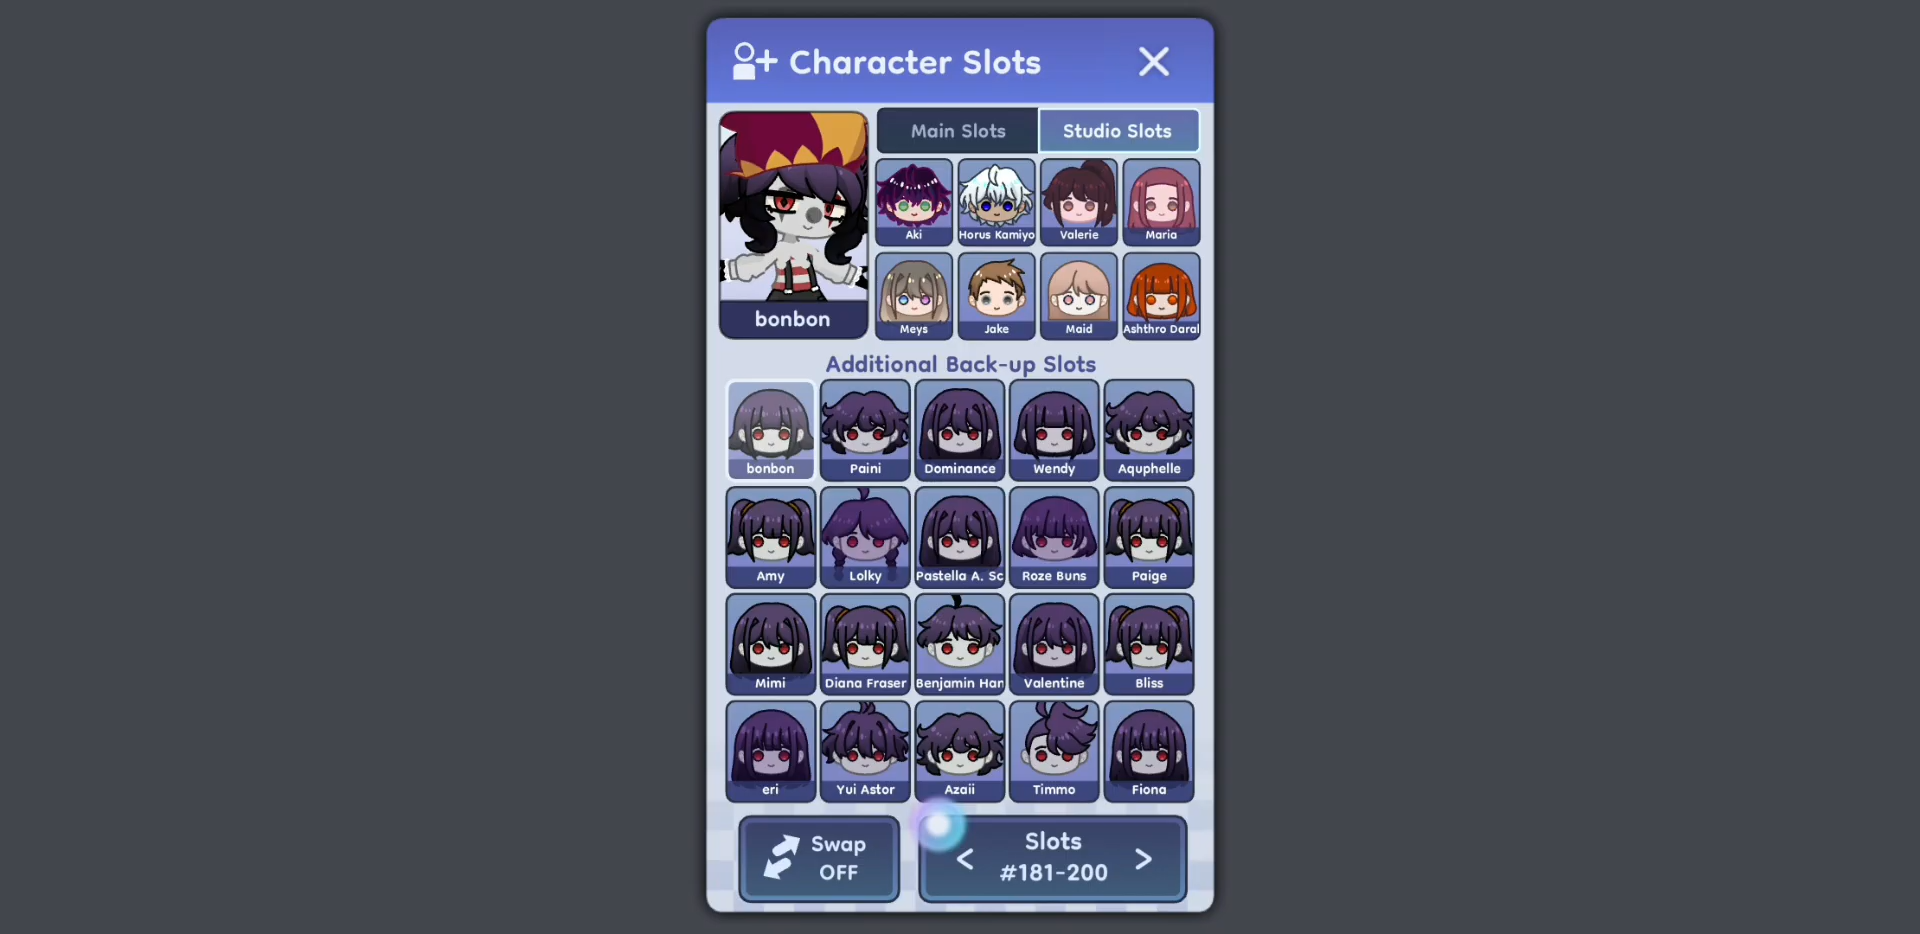 Character Slots
Main Slots
Studio Slots
Aki
Horus Kamiyo
Valerie
Maria
Meys
Jake
Maid
Ashthro Daral
bonbon
Additional Back-up Slots
bonbon
Paini
Dominance
Wendy
Aquphelle
Amy
Lolky
Pastella A. Sc
Roze Buns
Paige
Mimi
Diana Fraser
Benjamin Han
Valentine
Bliss
eri
Yui Astor
Azaii
Timmo
Fiona
Swap
OFF
<
Slots
#181-200
>